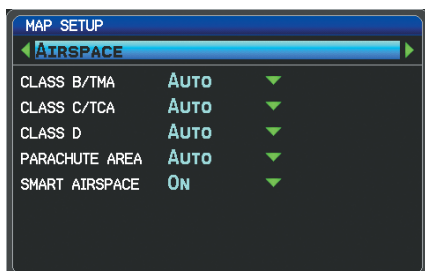 MAP SETUP
AIRSPACE
CLASS B/TMA AUTO
CLASS C/TCA AUTO
CLASS D AUTO
PARACHUTE AREA AUTO
SMART AIRSPACE ON